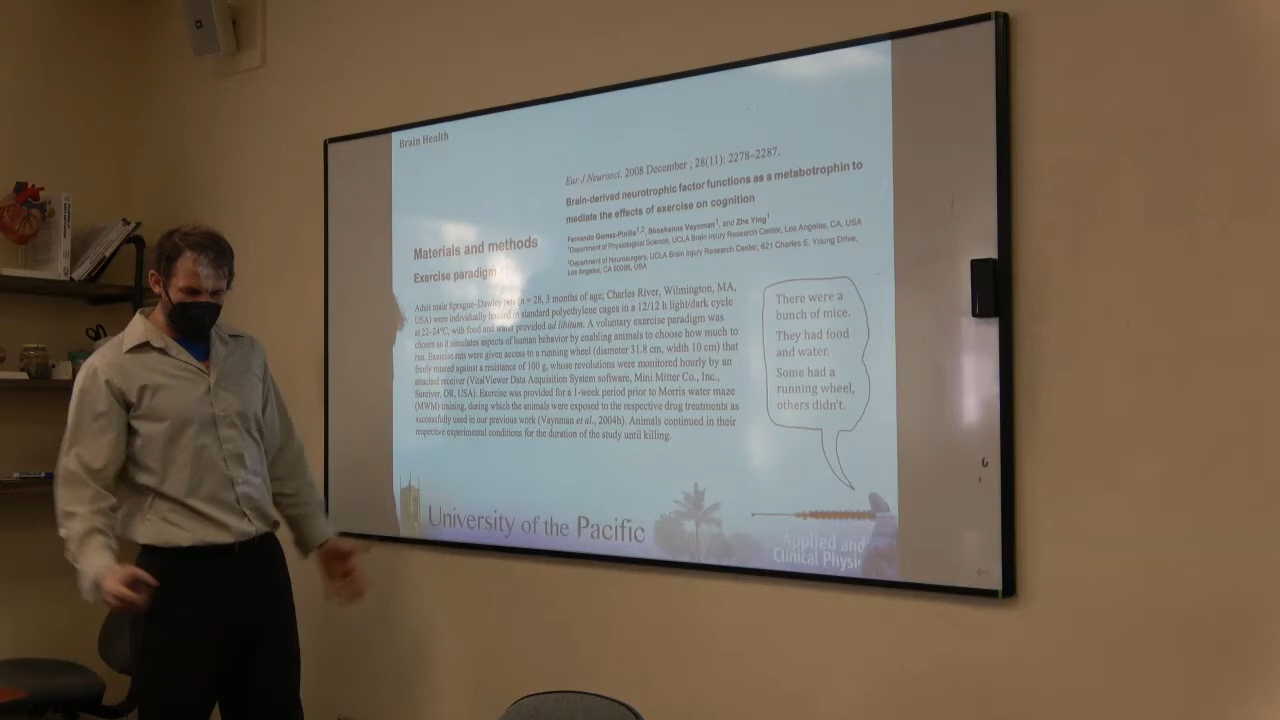 Brain Health
Eur J Neurosci. 2008 December ; 28(11): 2278–2287.
Brain-derived neurotrophic factor functions as a metabotrophin to
mediate the effects of exercise on cognition
Fernando Gomez-Pinilla1,2, Shoshanna Vaynman1, and Zhe Ying1
1Department of Physiological Science, UCLA Brain Injury Research Center, Los Angeles, CA, USA
2Department of Neurosurgery, UCLA Brain Injury Research Center, 621 Charles E. Young Drive,
Los Angeles, CA 90095, USA
Materials and methods
Exercise paradigm
Adult male Sprague–Dawley rats (n = 28, 3 months of age; Charles River, Wilmington, MA,
USA) were individually housed in standard polyethylene cages in a 12/12 h light/dark cycle
at 22–24°C, with food and water provided ad libitum. A voluntary exercise paradigm was
chosen as it simulates aspects of human behavior by enabling animals to choose how much to
run. Exercise rats were given access to a running wheel (diameter 31.8 cm, width 10 cm) that
freely rotated against a resistance of 100 g, whose revolutions were monitored hourly by an
attached receiver (VitalViewer Data Acquisition System software, Mini Mitter Co., Inc.,
Sunriver, OR, USA). Exercise was provided for a 1-week period prior to Morris water maze
(MWM) training, during which the animals were exposed to the respective drug treatments as
successfully used in our previous work (Vaynman et al., 2004b). Animals continued in their
respective experimental conditions for the duration of the study until killing.
There were a
bunch of mice.
They had food
and water.
Some had a
running wheel,
others didn't.
University of the Pacific
Applied and
Clinical Physi